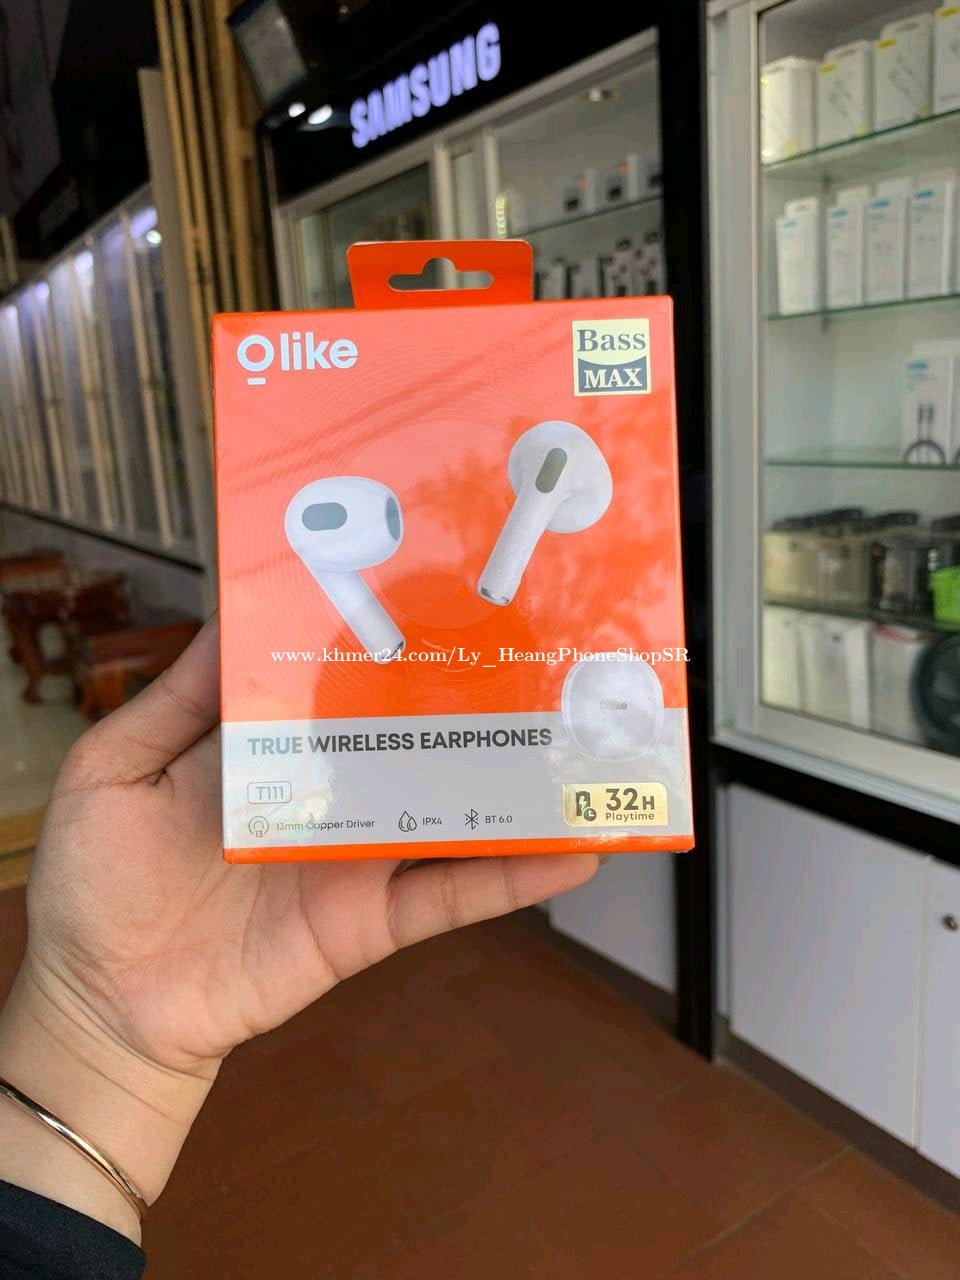 SAMSUNG
Olike
Bass
MAX
www.khmer24.com/Ly_HeangPhoneShopSR
Olike
TRUE WIRELESS EARPHONES
T111
32H
Playtime
13
13mm Copper Driver
IPX4
BT 6.0